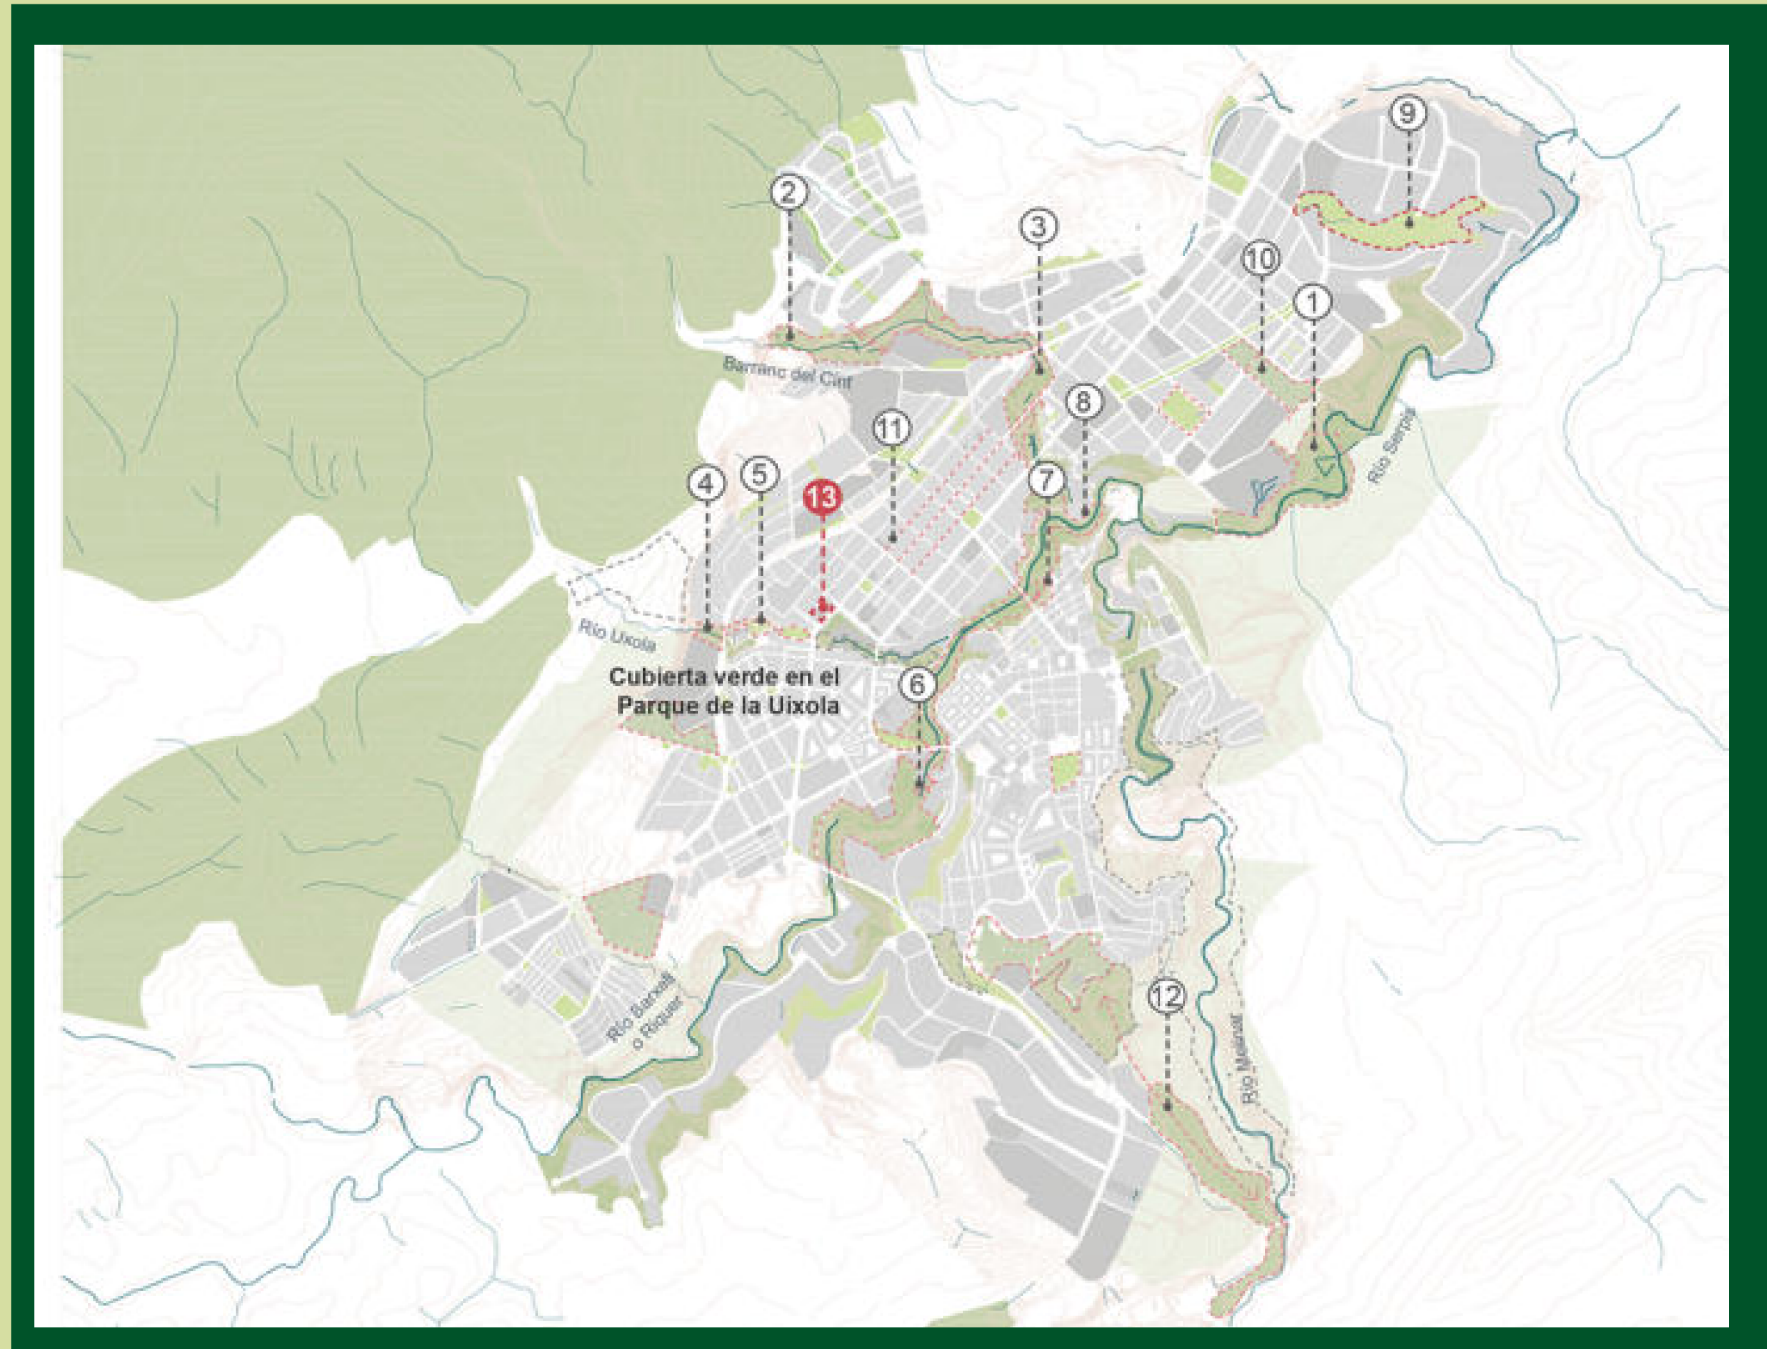 9
2
3
10
1
Barranc del Cint
8
11
Río Serpis
5
7
4
13
Río Uxola
Cubierta verde en el
Parque de la Uixola
6
Río Barxell
o Riquer
12
Río Molinar